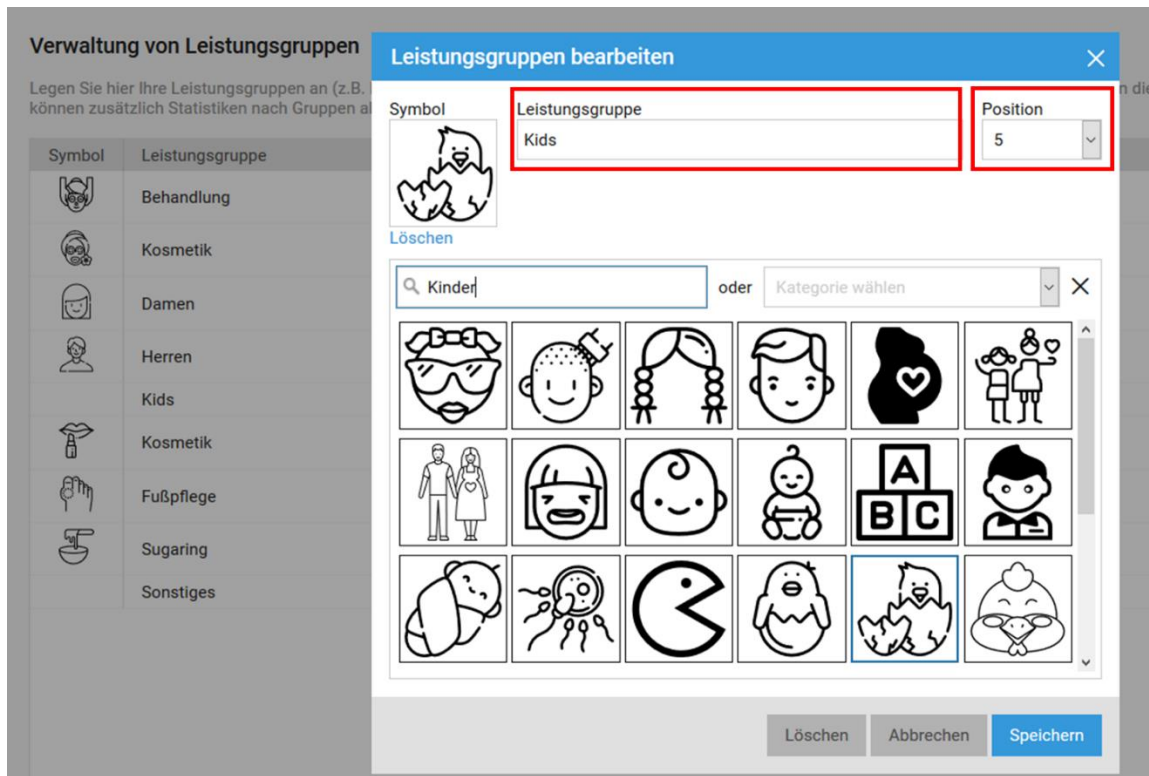 Verwaltung von Leistungsgruppen
Legen Sie hier Ihre Leistungsgruppen an (z.B.
können zusätzlich Statistiken nach Gruppen
Symbol Leistungsgruppe
Behandlung
Kosmetik
Damen
Herren
Kids
Kosmetik
Fußpflege
Sugaring
Sonstiges
Leistungsgruppen bearbeiten
Symbol Leistungsgruppe Position
Kids 5
Löschen
Kinder oder Kategorie wählen
A
B C
Löschen Abbrechen Speichern